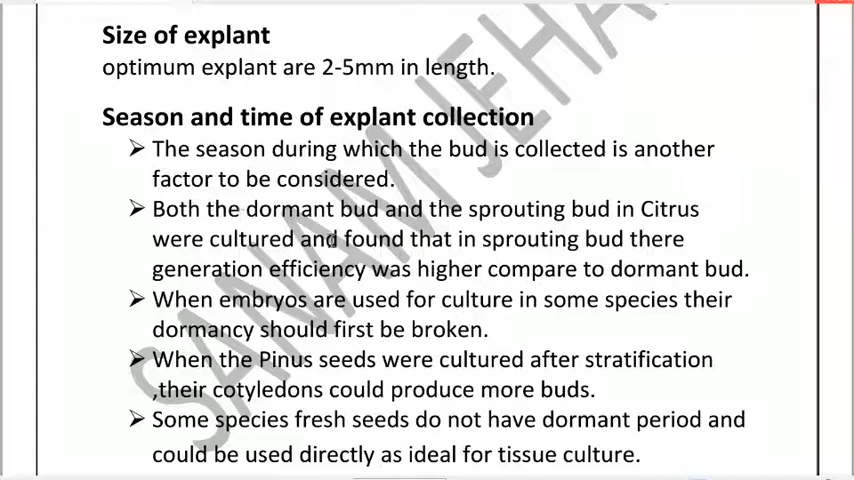 Size of explant
optimum explant are 2-5mm in length.
Season and time of explant collection
➢ The season during which the bud is collected is another
factor to be considered.
➢ Both the dormant bud and the sprouting bud in Citrus
were cultured and found that in sprouting bud there
generation efficiency was higher compare to dormant bud.
➢ When embryos are used for culture in some species their
dormancy should first be broken.
➢ When the Pinus seeds were cultured after stratification
,their cotyledons could produce more buds.
➢ Some species fresh seeds do not have dormant period and
could be used directly as ideal for tissue culture.
SANAM JEHA